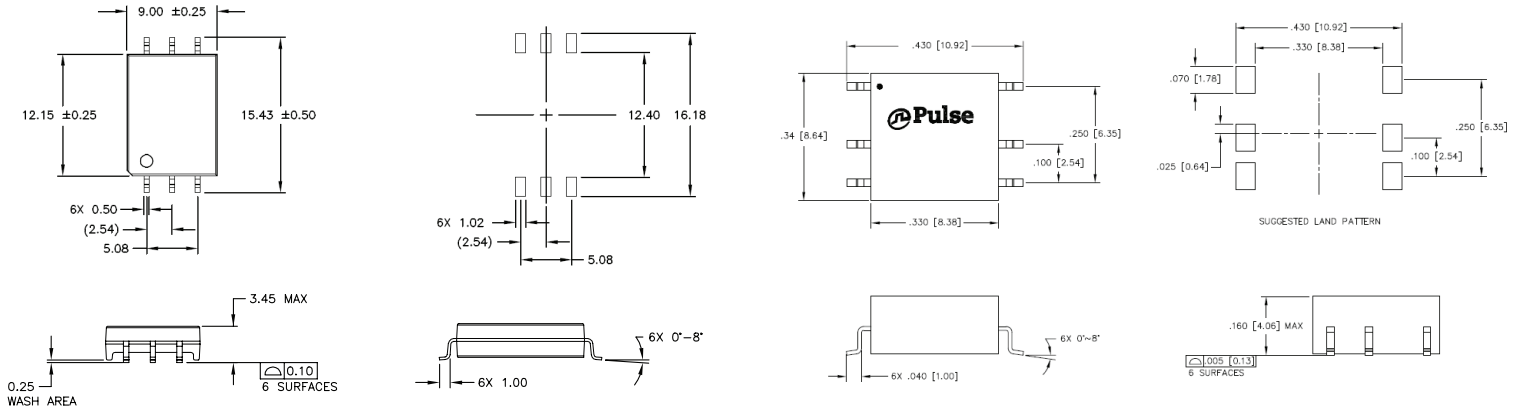 9.00 ±0.25
12.15 ±0.25
15.43 ±0.50
6X 0.50
(2.54)
5.08
12.40
16.18
6X 1.02
(2.54)
5.08
.430 [10.92]
Pulse
.34 [8.64]
.250 [6.35]
.100 [2.54]
.330 [8.38]
.430 [10.92]
.330 [8.38]
.070 [1.78]
.250 [6.35]
.025 [0.64]
.100 [2.54]
SUGGESTED LAND PATTERN
3.45 MAX
0.10
6 SURFACES
0.25
WASH AREA
6X 0°-8°
6X 1.00
6X 0°~8°
6X .040 [1.00]
.160 [4.06] MAX
.005 [0.13]
6 SURFACES